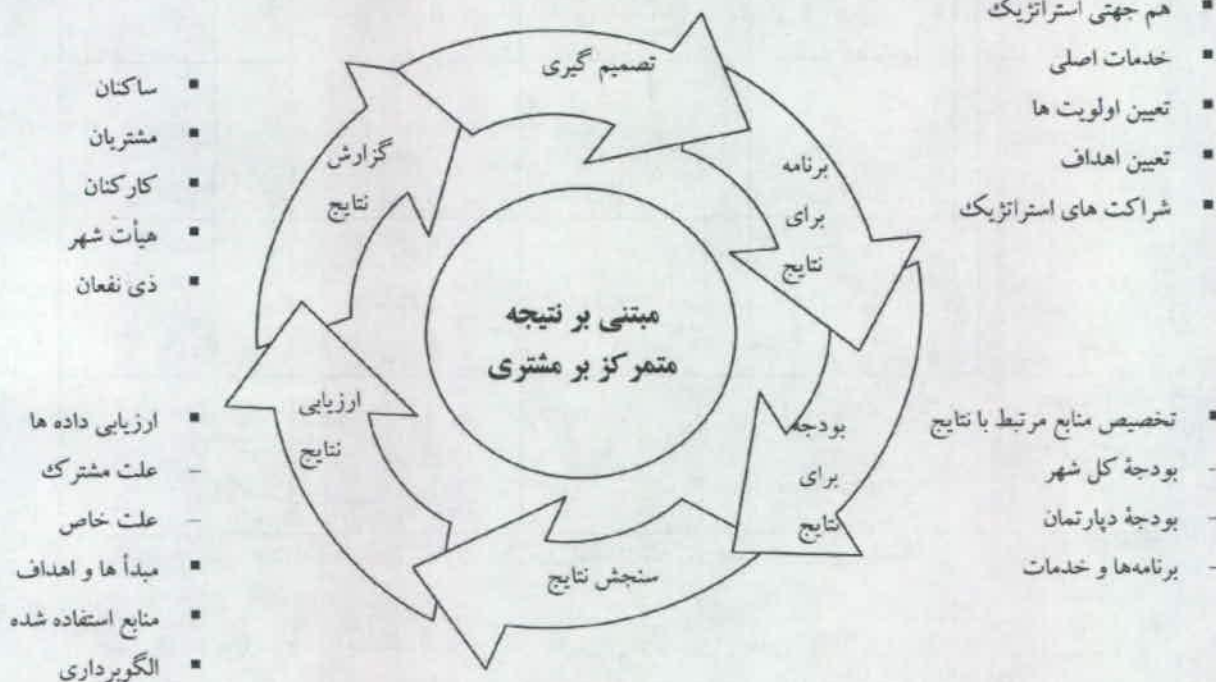 هم جهتی استراتژیک
خدمات اصلی
تعیین اولویت ها
تعیین اهداف
شراکت های استراتژیک
ساکنان
مشتریان
کارکنان
هیأت شهر
ذی نفعان
تصمیم گیری
برنامه
برای
نتایج
گزارش
نتایج
مبتنی بر نتیجه
متمرکز بر مشتری
بودجه
برای
نتایج
ارزیابی
نتایج
سنجش نتایج
تخصیص منابع مرتبط با نتایج
بودجۀ کل شهر
بودجۀ دپارتمان
برنامه‌ها و خدمات
ارزیابی داده ها
علت مشترک
علت خاص
مبدأ ها و اهداف
منابع استفاده شده
الگوبرداری